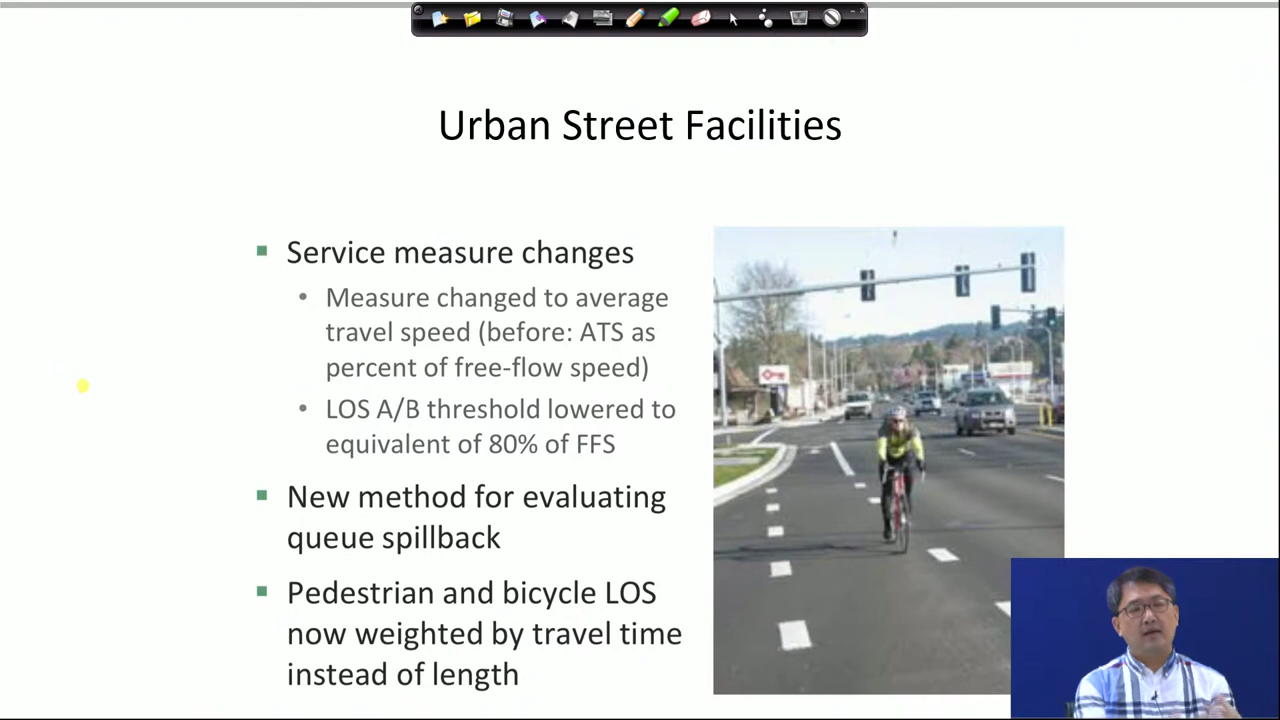 Urban Street Facilities
Service measure changes
Measure changed to average
travel speed (before: ATS as
percent of free-flow speed)
LOS A/B threshold lowered to
equivalent of 80% of FFS
New method for evaluating
queue spillback
Pedestrian and bicycle LOS
now weighted by travel time
instead of length